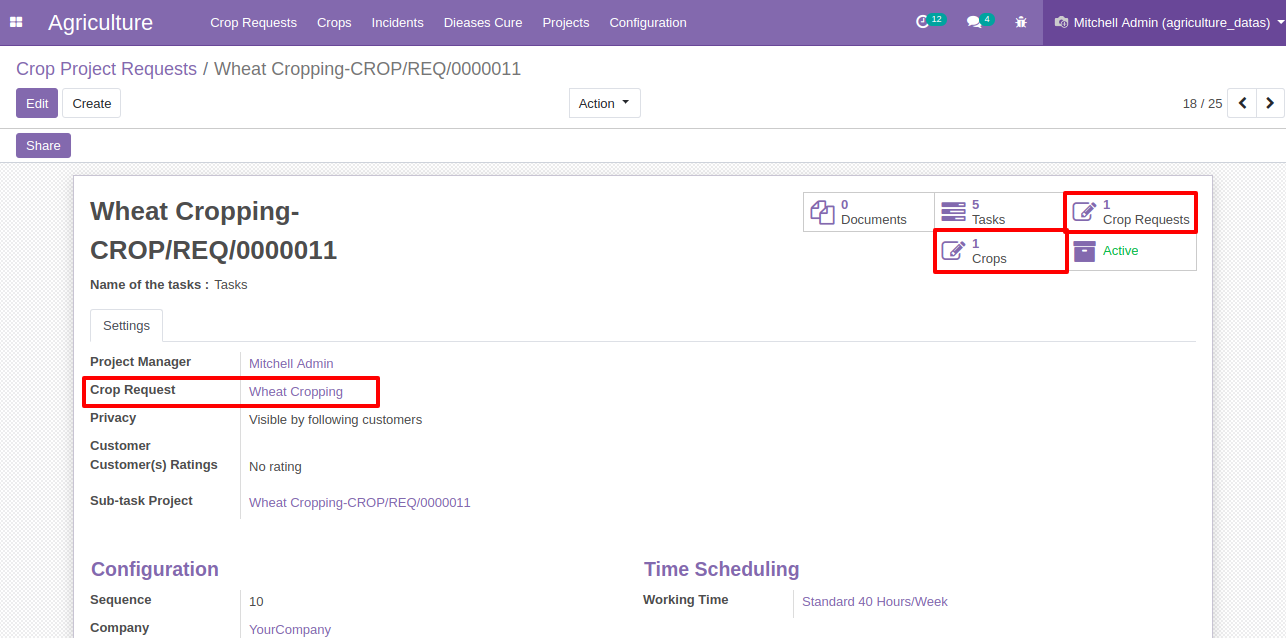 Agriculture Crop Requests Crops Incidents Dieases Cure Projects Configuration 12 4 Mitchell Admin (agriculture_datas)
Crop Project Requests / Wheat Cropping-CROP/REQ/0000011
Edit Create Action 18 / 25
Share
Wheat Cropping-
CROP/REQ/0000011
0
Documents
5
Tasks
1
Crop Requests
1
Crops
Active
Name of the tasks : Tasks
Settings
Project Manager Mitchell Admin
Crop Request Wheat Cropping
Privacy Visible by following customers
Customer
Customer(s) Ratings No rating
Sub-task Project Wheat Cropping-CROP/REQ/0000011
Configuration
Sequence 10
Company YourCompany
Time Scheduling
Working Time Standard 40 Hours/Week